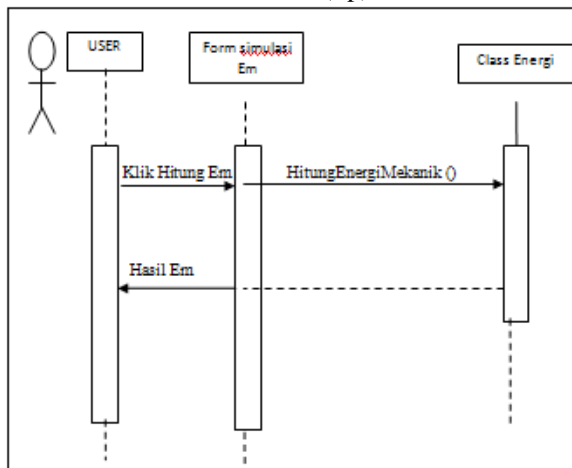 USER
Form simulasi
Em
Class Energi
Klik Hitung Em
HitungEnergiMekanik ()
Hasil Em